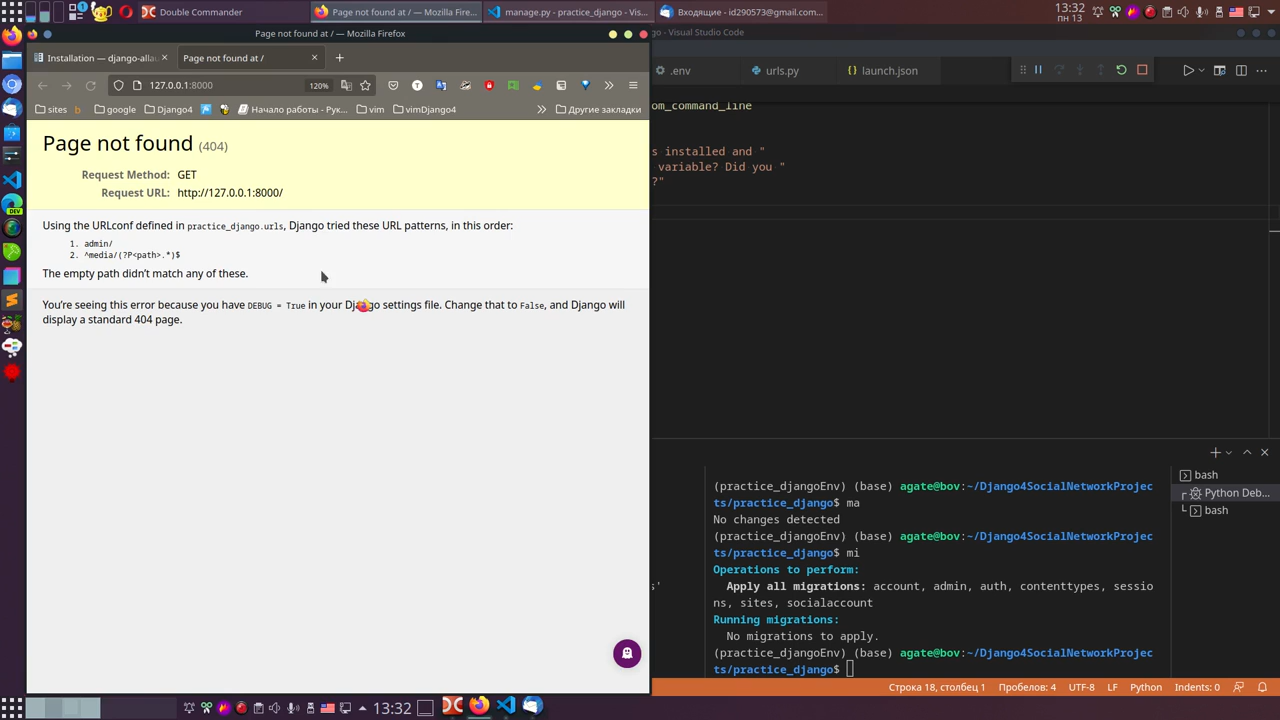 Double Commander
Page not found at / — Mozilla Fire...
manage.py - practice_django - Vis...
Входящие - id290573@gmail.com...
13:32
пн 13
Page not found at / — Mozilla Firefox
go - Visual Studio Code
Installation — django-allau
Page not found at /
.env
urls.py
launch.json
127.0.0.1:8000
120%
sites
google
Django4
Начало работы - Рук...
vim
vimDjango4
Другие закладки
om_command_line
Page not found (404)
s installed and "
variable? Did you "
?"
Request Method: GET
Request URL: http://127.0.0.1:8000/
Using the URLconf defined in practice_django.urls, Django tried these URL patterns, in this order:
1. admin/
2. ^media/(?P<path>.*)$
The empty path didn’t match any of these.
You’re seeing this error because you have DEBUG = True in your Django settings file. Change that to False, and Django will
display a standard 404 page.
(practice_djangoEnv) (base) agate@bov:~/Django4SocialNetworkProjec
ts/practice_django$ ma
No changes detected
(practice_djangoEnv) (base) agate@bov:~/Django4SocialNetworkProjec
ts/practice_django$ mi
Operations to perform:
Apply all migrations: account, admin, auth, contenttypes, sessio
ns, sites, socialaccount
Running migrations:
No migrations to apply.
(practice_djangoEnv) (base) agate@bov:~/Django4SocialNetworkProjec
ts/practice_django$
s'
bash
Python Deb...
bash
DEV
Строка 18, столбец 1
Пробелов: 4
UTF-8
LF
Python
Indents: 0
13:32